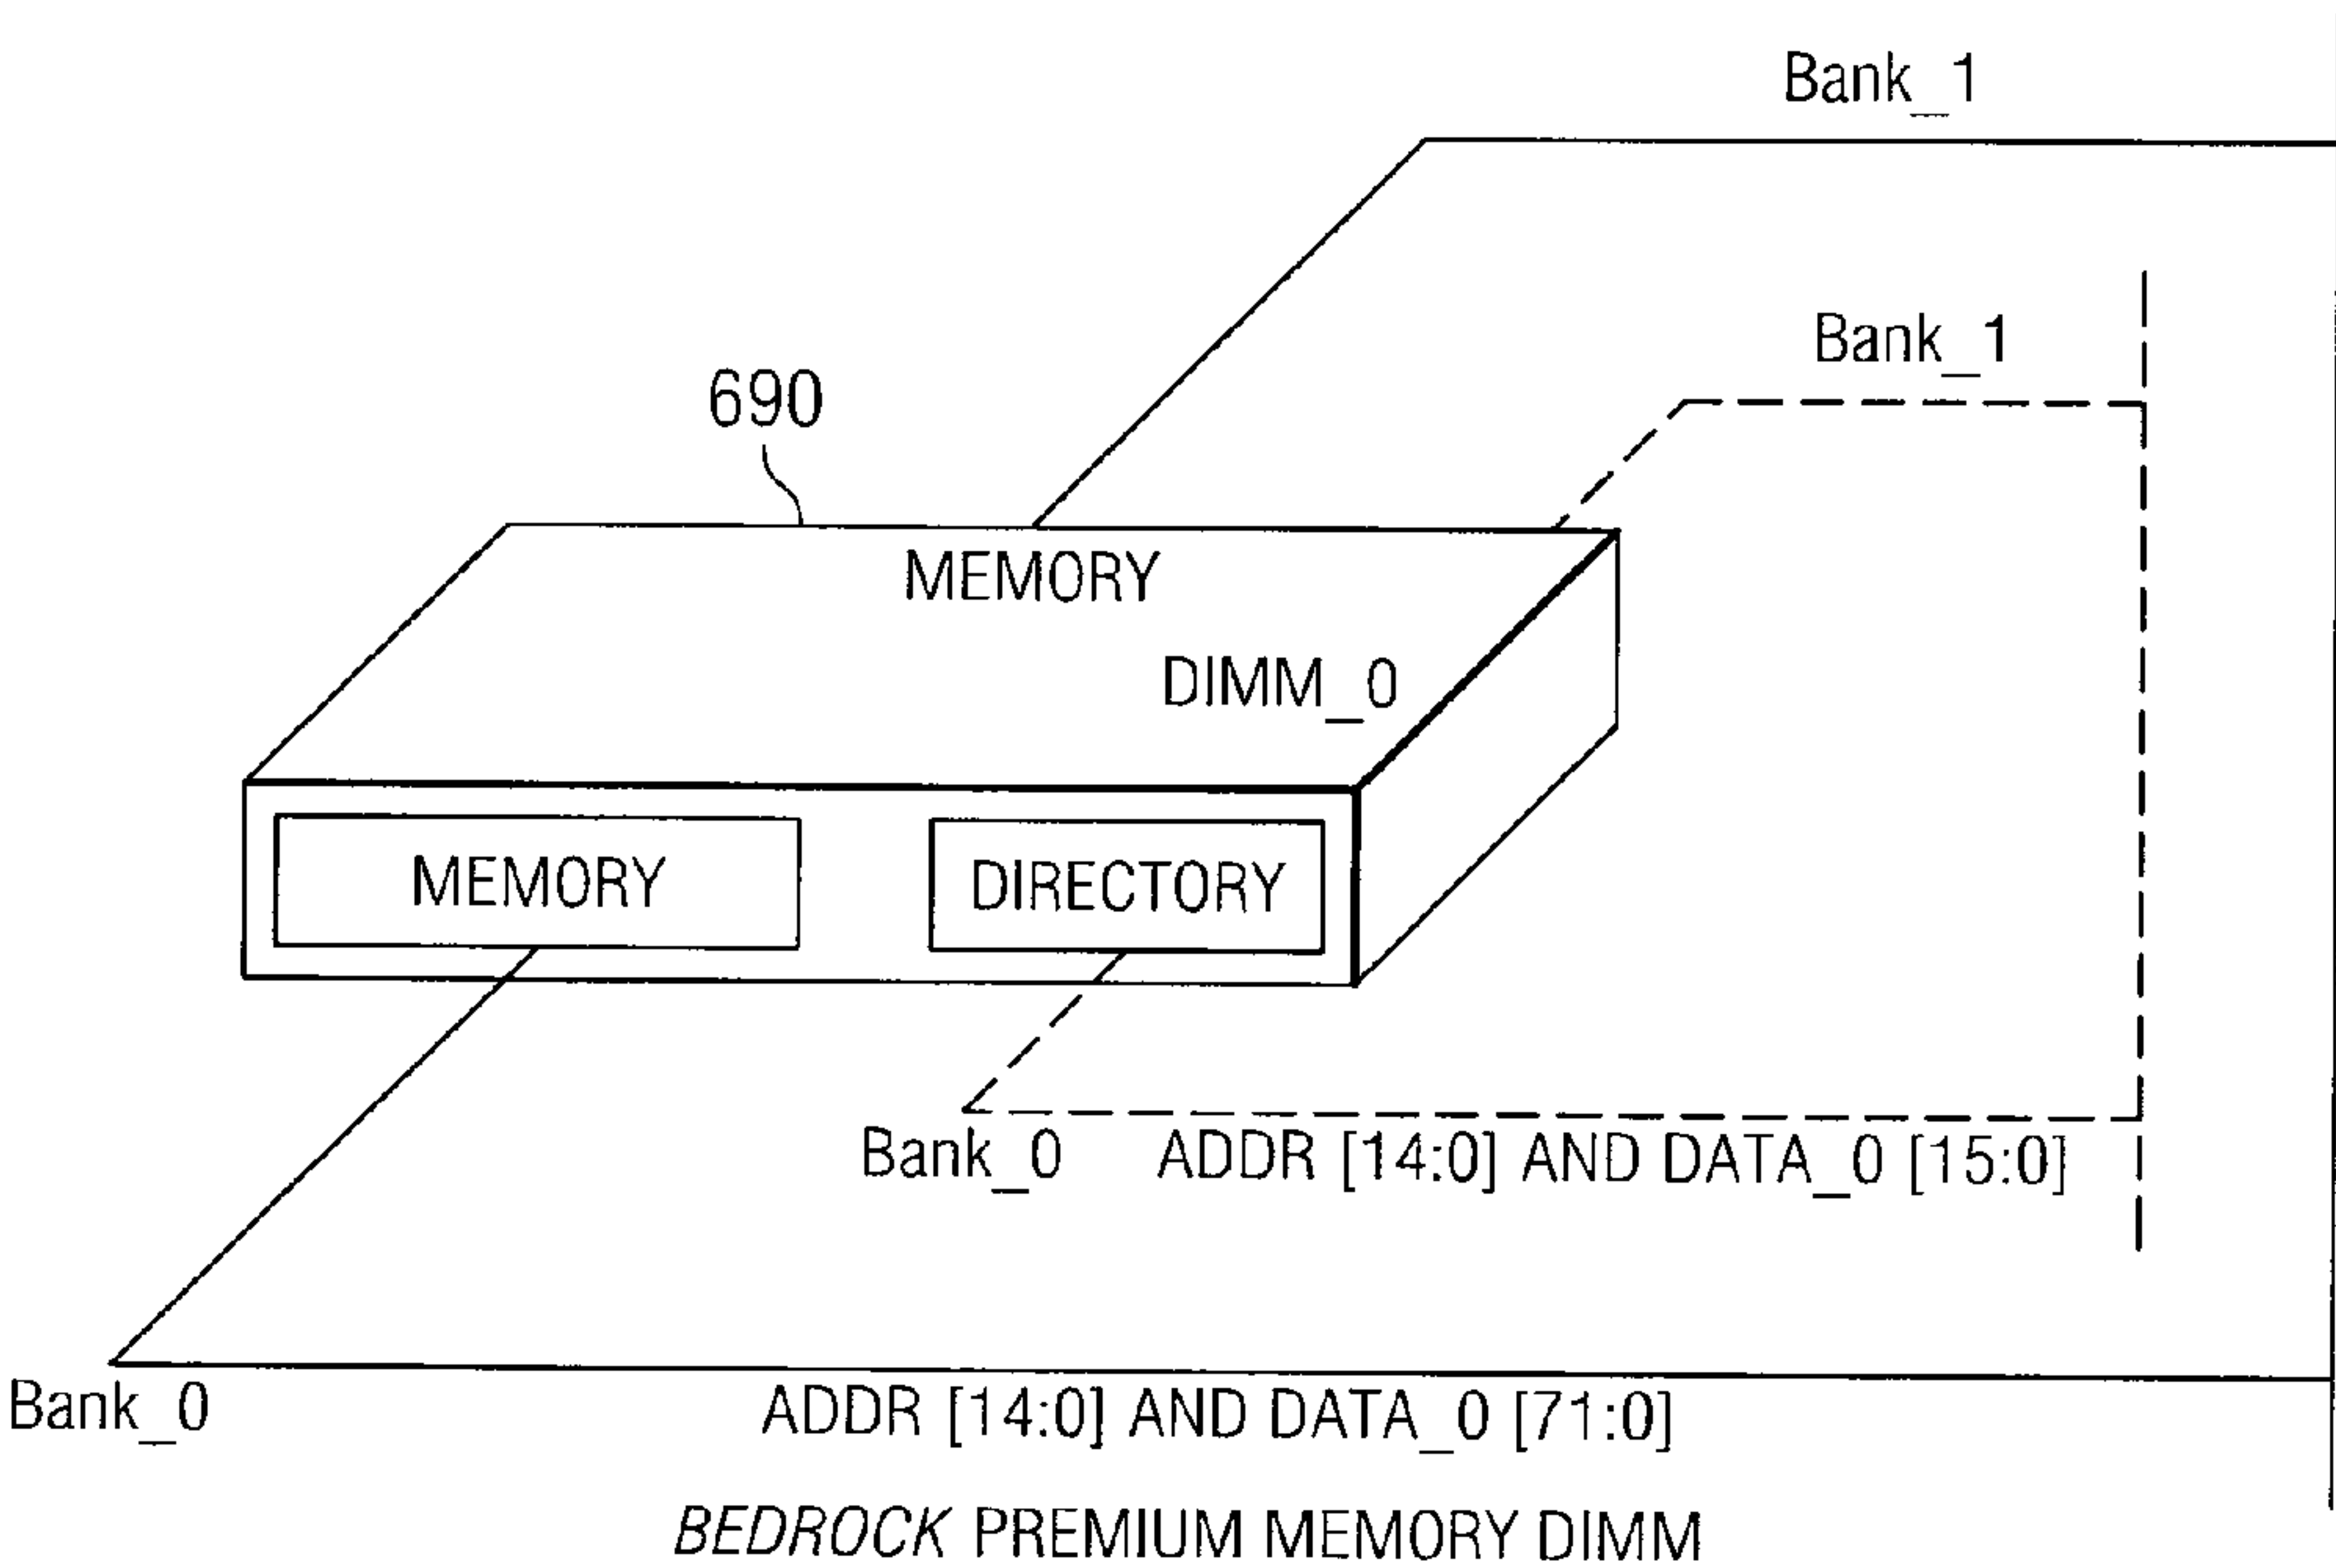 Bank_1
Bank_1
690
MEMORY
DIMM_0
MEMORY DIRECTORY
Bank_0 ADDR [14:0] AND DATA_0 [15:0]
Bank_0 ADDR [14:0] AND DATA_0 [71:0]
BEDROCK PREMIUM MEMORY DIMM